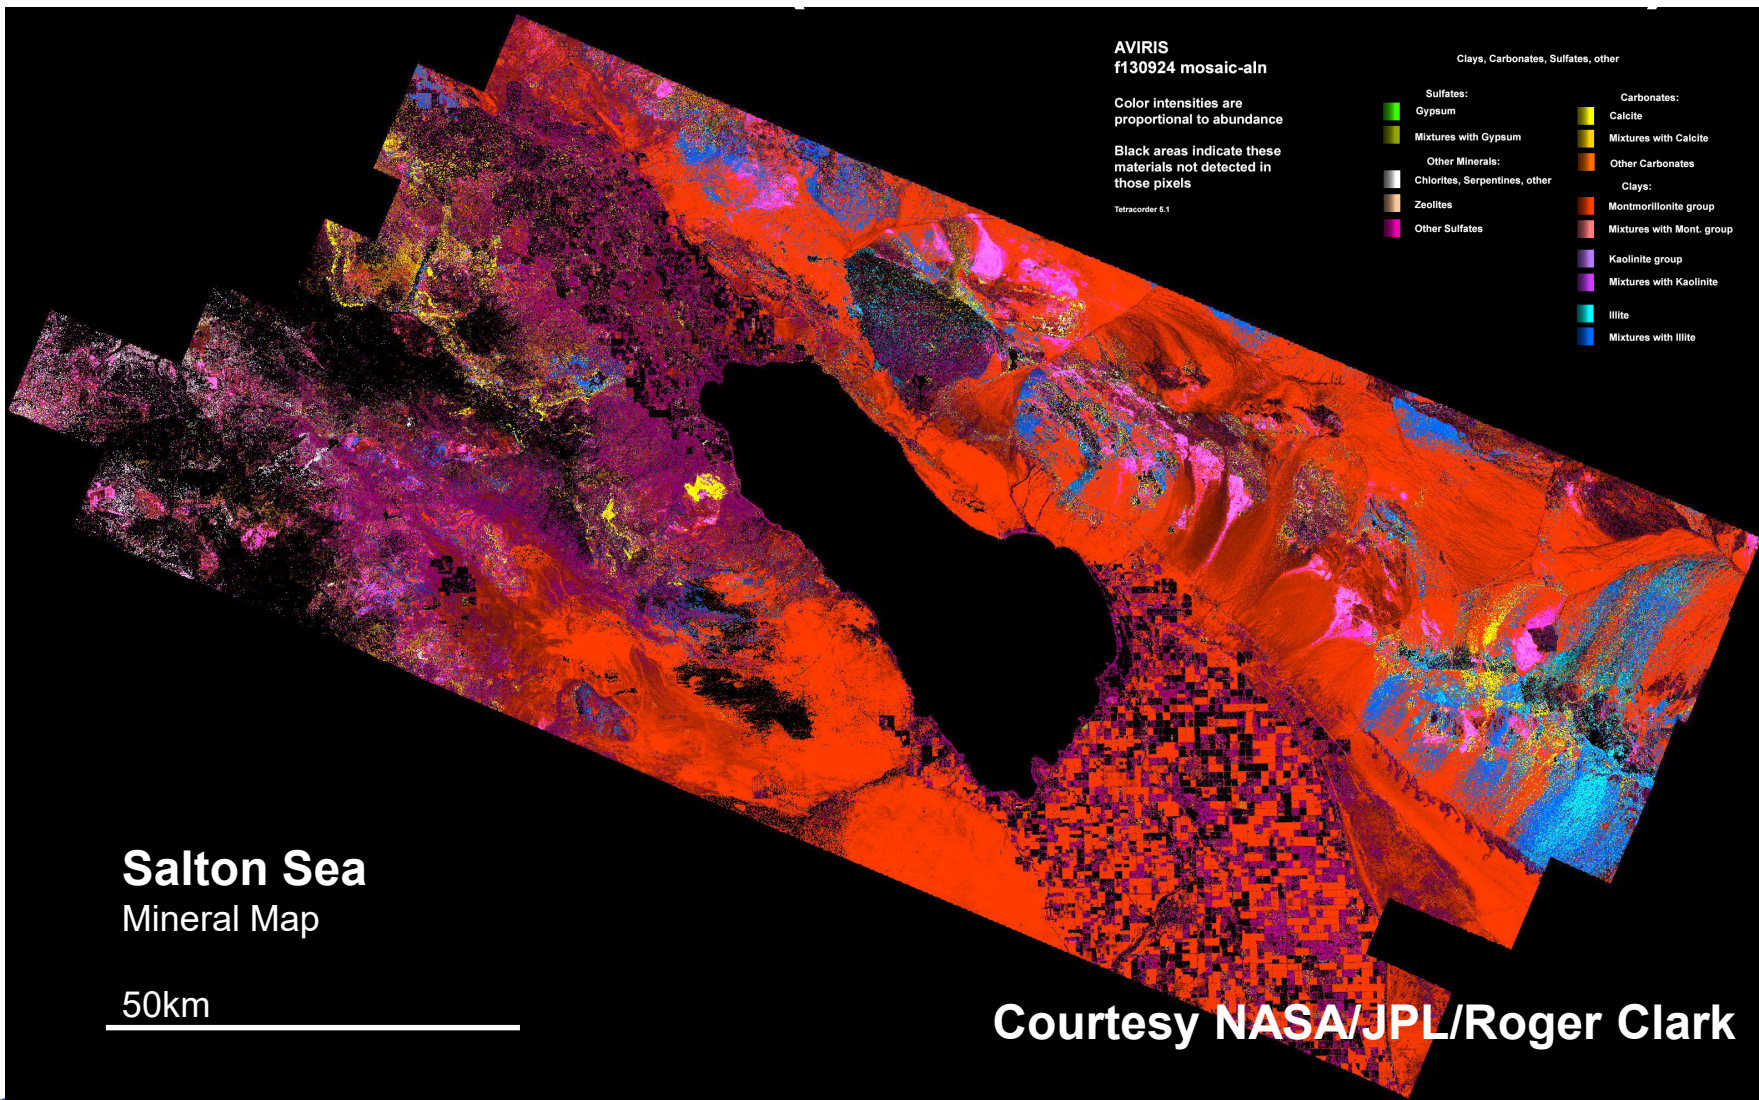 AVIRIS
f130924 mosaic-aln
Color intensities are
proportional to abundance
Black areas indicate these
materials not detected in
those pixels
Tetracorder 5.1
Clays, Carbonates, Sulfates, other
Sulfates:
Gypsum
Mixtures with Gypsum
Other Minerals:
Chlorites, Serpentines, other
Zeolites
Other Sulfates
Carbonates:
Calcite
Mixtures with Calcite
Other Carbonates
Clays:
Montmorillonite group
Mixtures with Mont. group
Kaolinite group
Mixtures with Kaolinite
Illite
Mixtures with Illite
Salton Sea
Mineral Map
50km
Courtesy NASA/JPL/Roger Clark